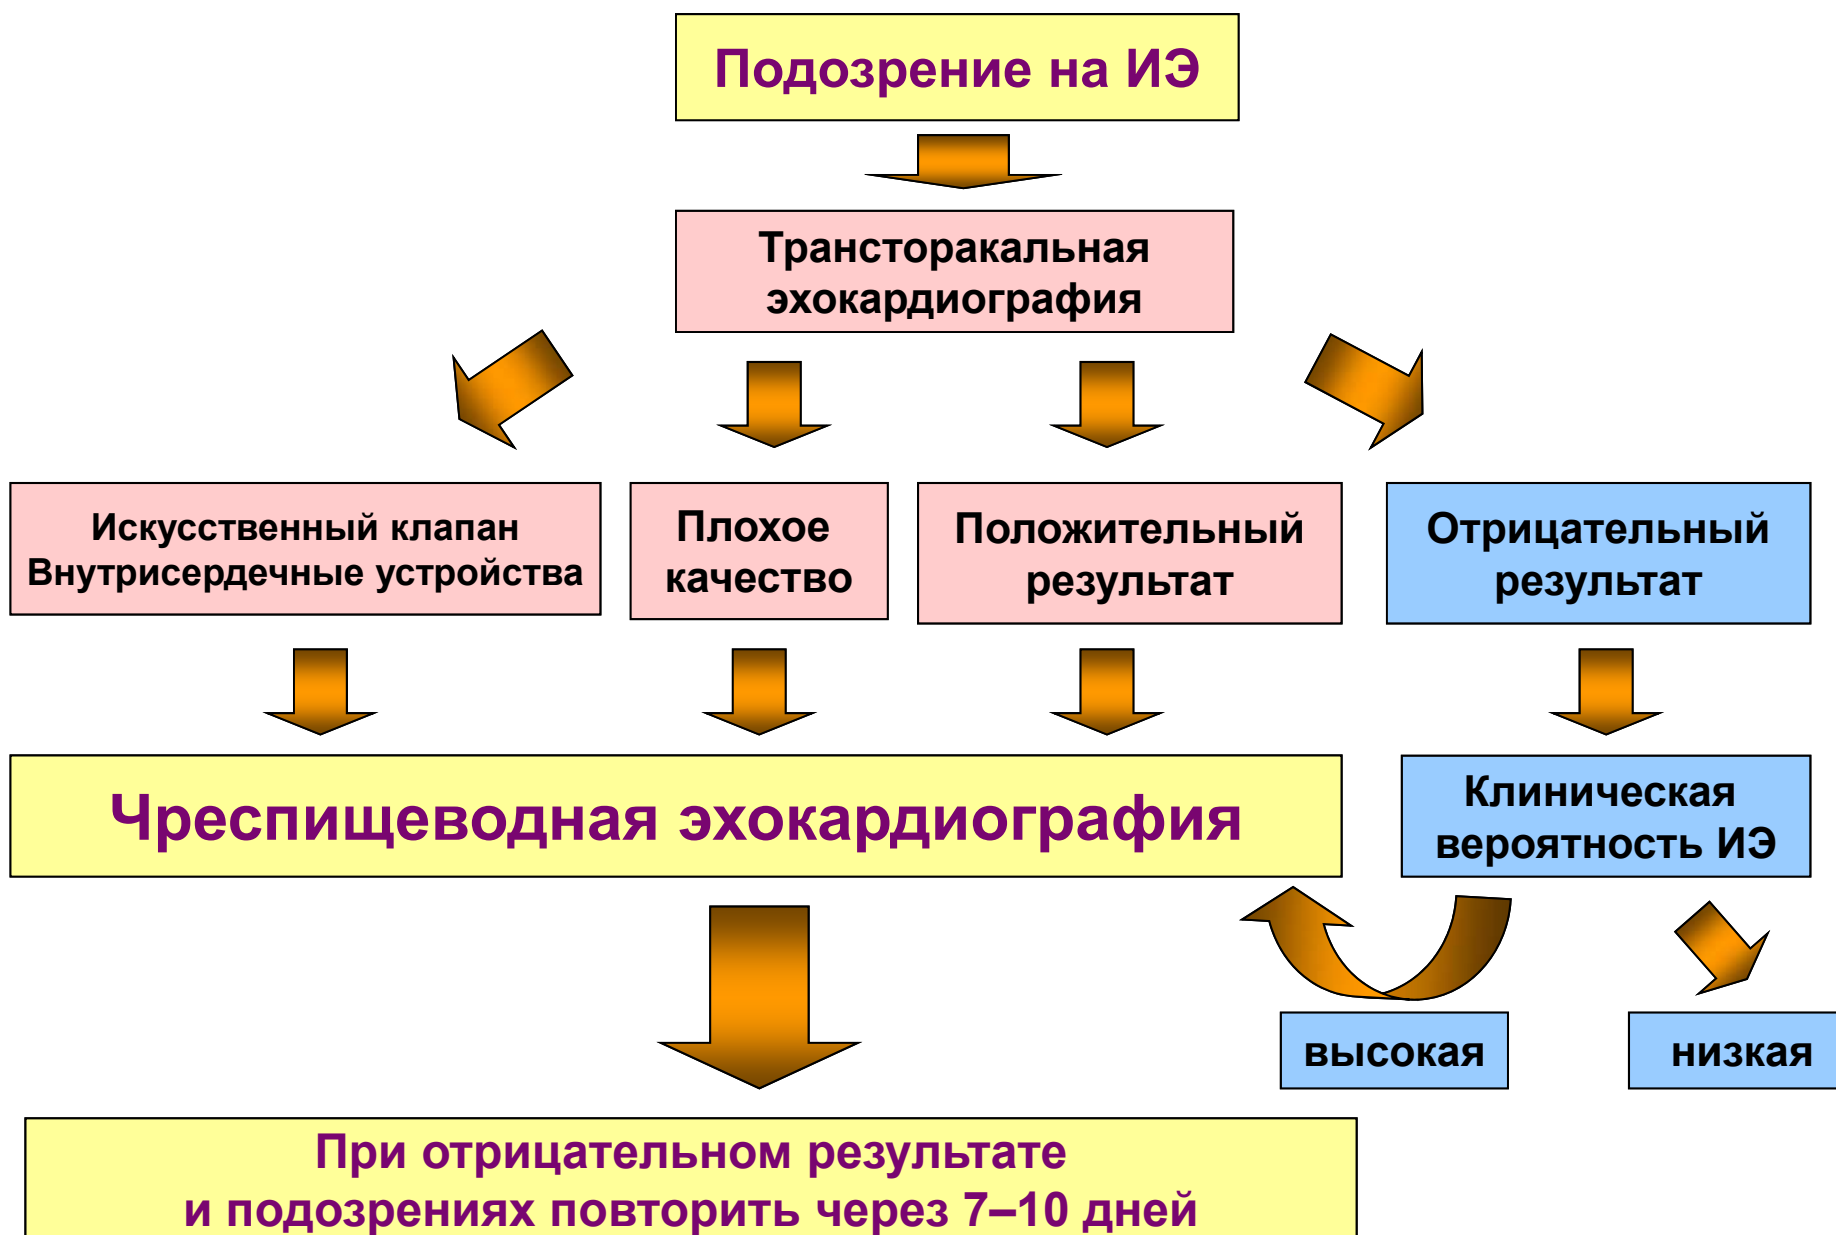 Подозрение на ИЭ
Трансторакальная
эхокардиография
Искусственный клапан
Внутрисердечные устройства
Плохое
качество
Положительный
результат
Отрицательный
результат
Чреспищеводная эхокардиография
Клиническая
вероятность ИЭ
высокая
низкая
При отрицательном результате
и подозрениях повторить через 7–10 дней